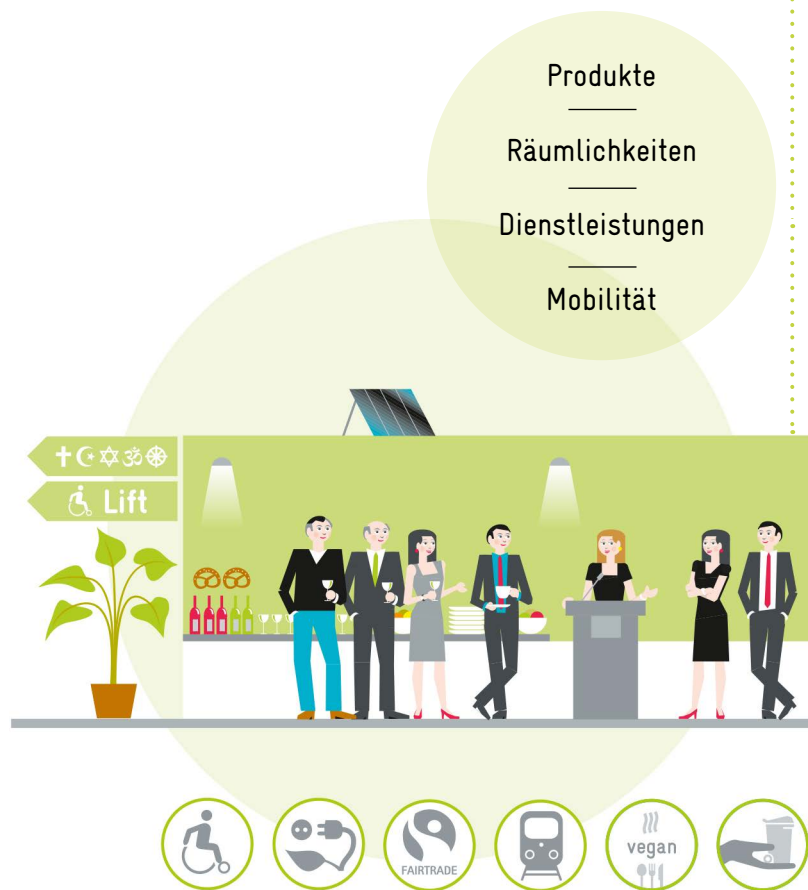 Produkte
Räumlichkeiten
Dienstleistungen
Mobilität
Lift
FAIRTRADE
vegan